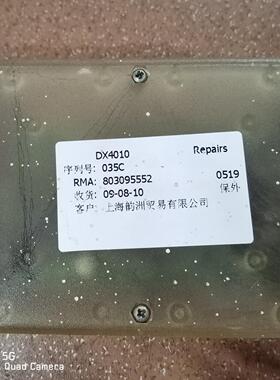 DX4010 Repairs
序列号: 035C
RMA: 803095552 0519
收货: 09-08-10 保外
客户: 上海韵洲贸易有限公司
5G
Quad Camera